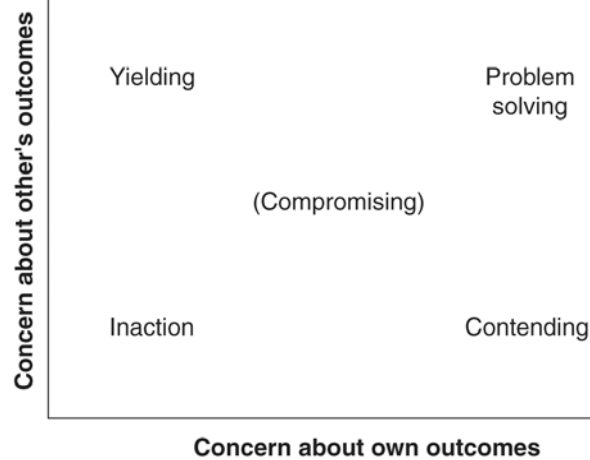 Concern about other's outcomes
Yielding
Problem
solving
(Compromising)
Inaction
Contending
Concern about own outcomes